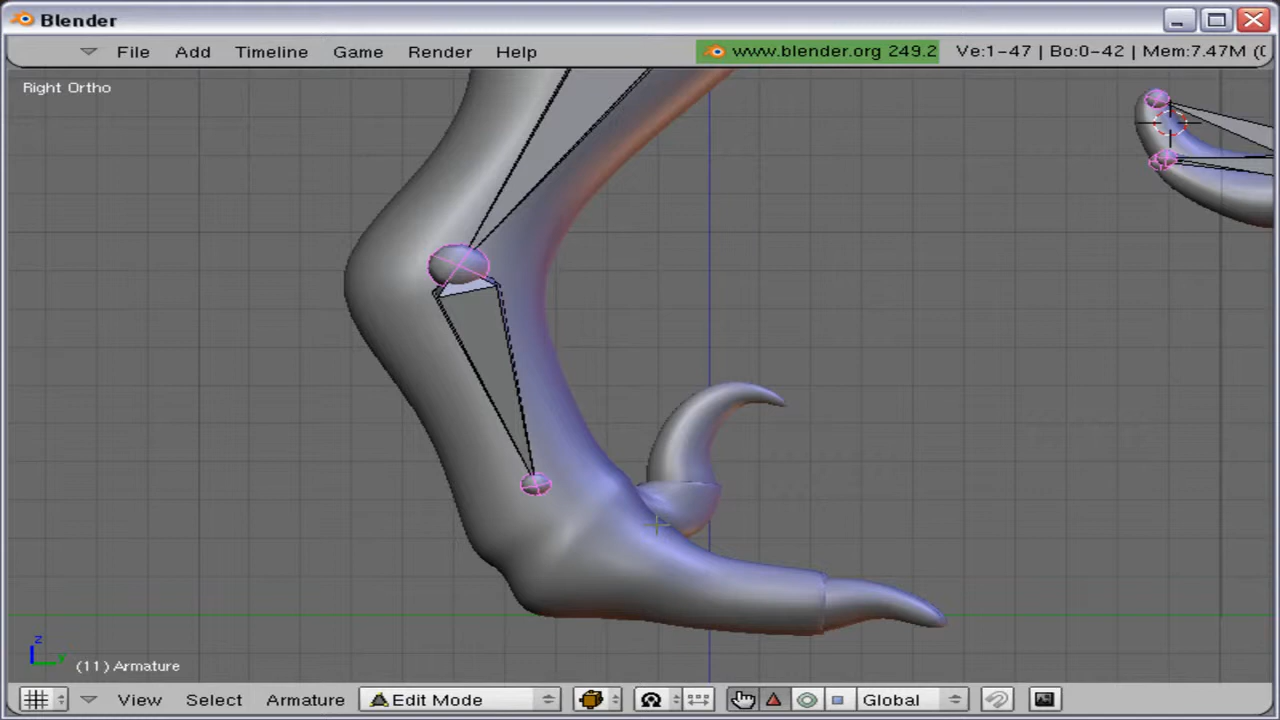 Blender
File Add Timeline Game Render Help www.blender.org 249.2 Ve:1-47 | Bo:0-42 | Mem:7.47M (
Right Ortho
z
y
(11) Armature
View Select Armature Edit Mode Global